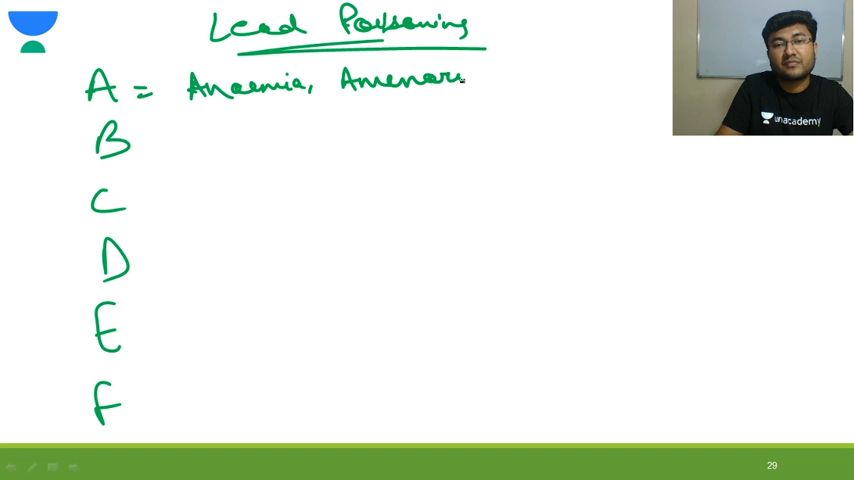 Lead Poisoning
A = Anaemia, Amenorr
B
C
D
E
F
unacademy
29